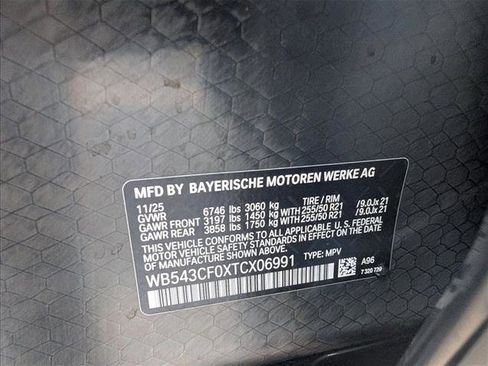 MFD BY BAYERISCHE MOTOREN WERKE AG
11/25 TIRE / RIM
GVWR 6746 lbs 3060 kg
GAWR FRONT 3197 lbs 1450 kg WITH 255/50 R21 /9.0Jx 21
GAWR REAR 3858 lbs 1750 kg WITH 255/50 R21 /9.0Jx 21
THIS VEHICLE CONFORMS TO ALL APPLICABLE U.S. FEDERAL
MOTOR VEHICLE SAFETY STANDARDS IN EFFECT ON THE DATE OF
MANUFACTURE SHOWN ABOVE.
WB543CF0XTCX06991 TYPE: MPV
A96
7 320 729